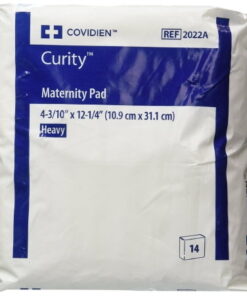 COVIDIEN™
REF 2022A
Curity™
Maternity Pad
4-3/10" x 12-1/4" (10.9 cm x 31.1 cm)
Heavy
14